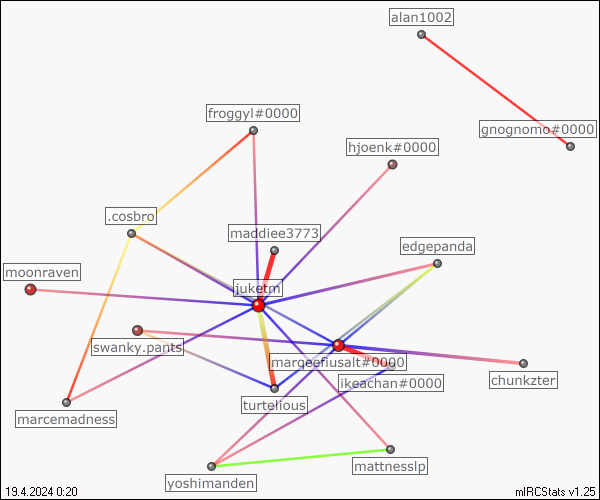 alan1002
froggyl#0000
gnognomo#0000
hjoenk#0000
.cosbro
maddiee3773
edgepanda
moonraven
juketrn
swanky.pants
margeefiusalt#0000
ikeachan#0000
chunkzter
marcemadness
turtelious
mattnesslp
yoshimanden
19.4.2024 0:20
mIRCStats v1.25